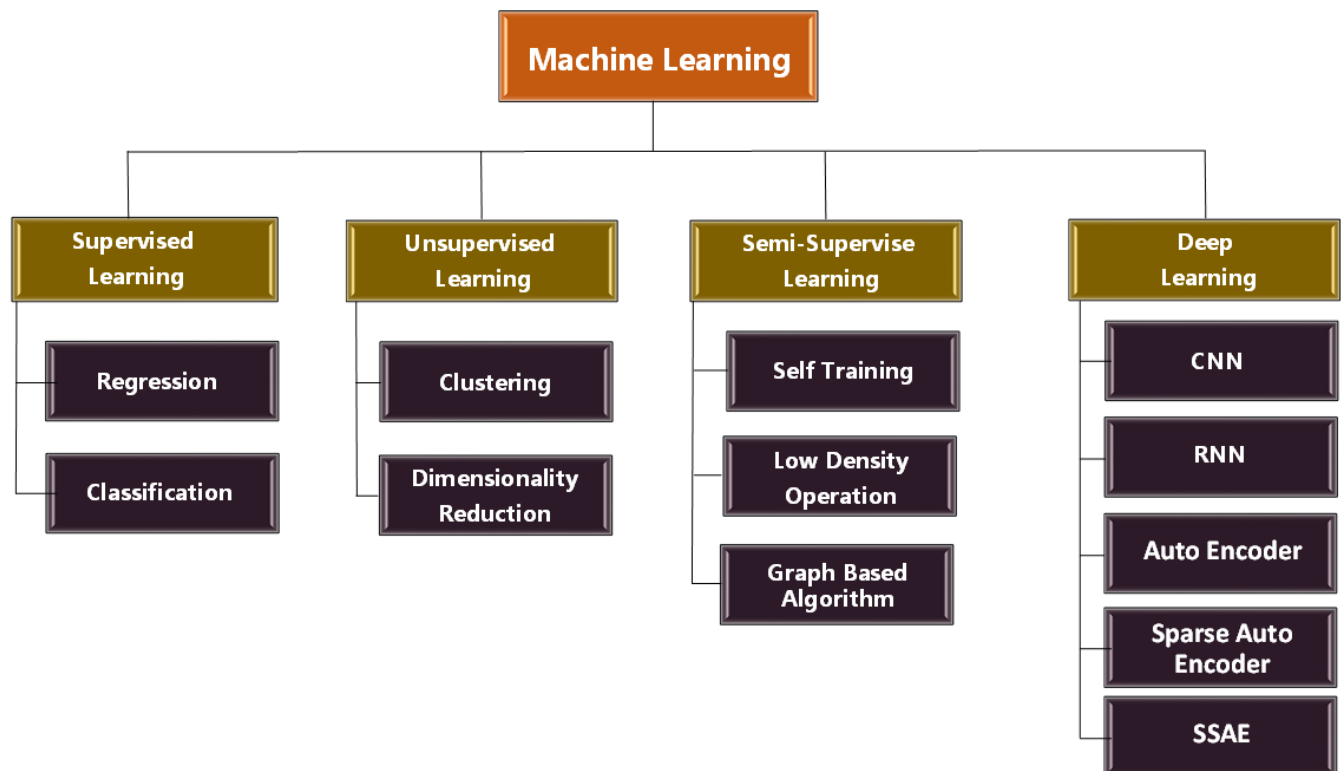 Machine Learning
Supervised
Learning
Regression
Classification
Unsupervised
Learning
Clustering
Dimensionality
Reduction
Semi-Supervise
Learning
Self Training
Low Density
Operation
Graph Based
Algorithm
Deep
Learning
CNN
RNN
Auto Encoder
Sparse Auto
Encoder
SSAE